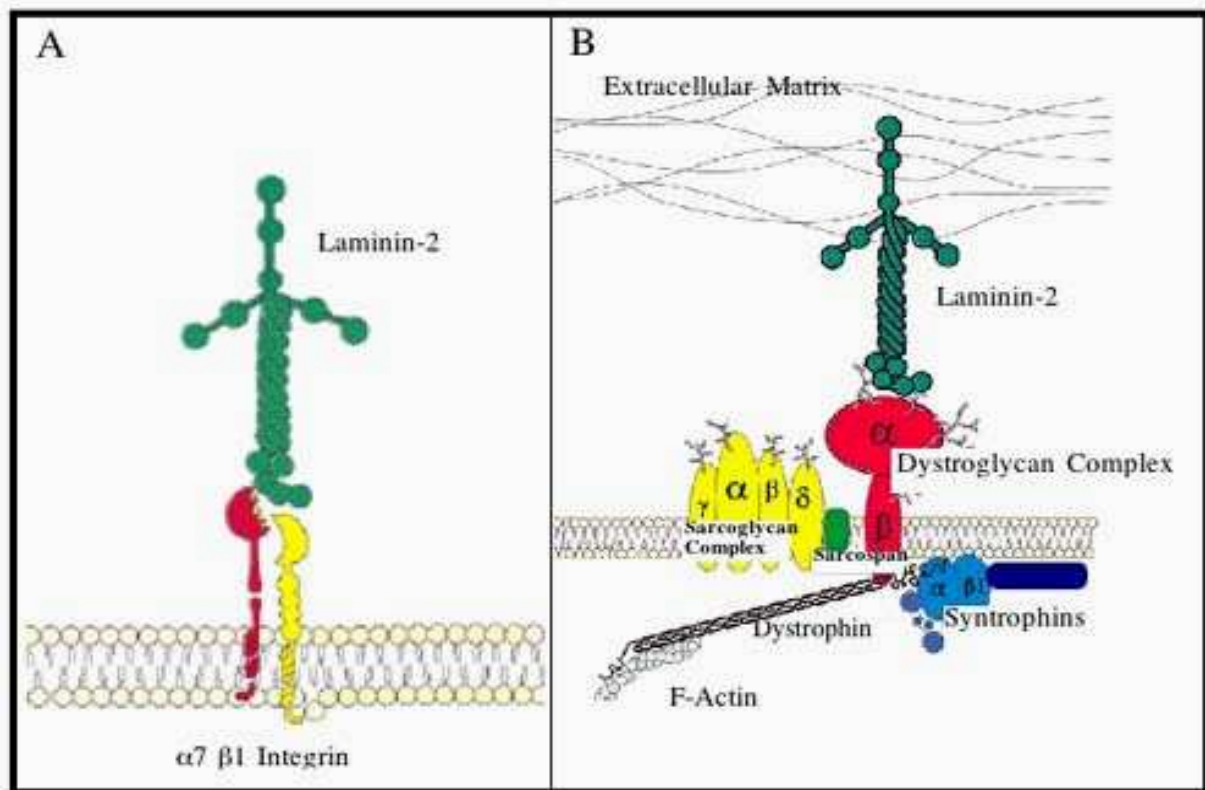 A
Laminin-2
α7 β1 Integrin
B
Extracellular Matrix
Laminin-2
α
Dystroglycan Complex
γ α β δ
β
Sarcoglycan
Complex
Sarcospan
α β1
Syntrophins
Dystrophin
F-Actin